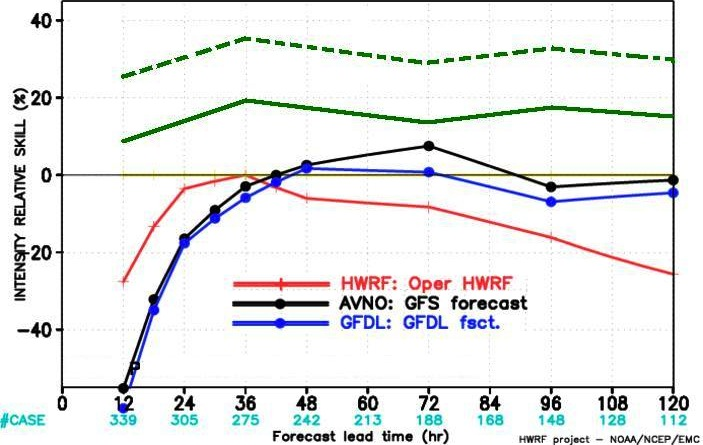 INTENSITY RELATIVE SKILL (%)
40
20
0
−20
−40
HWRF: Oper HWRF
AVNO: GFS forecast
GFDL: GFDL fsct.
0 12 24 36 48 60 72 84 96 108 120
#CASE 339 305 275 242 213 188 168 148 128 112
Forecast lead time (hr)
HWRF project − NOAA/NCEP/EMC